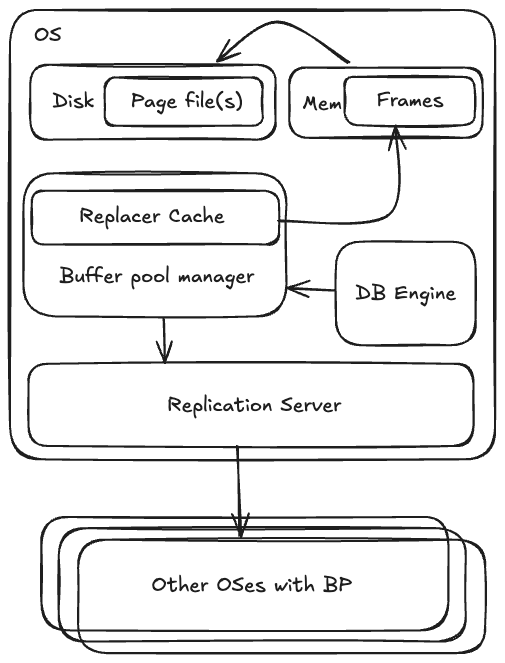 OS
Disk
Page file(s)
Mem
Frames
Replacer Cache
Buffer pool manager
DB Engine
Replication Server
Other OSes with BP